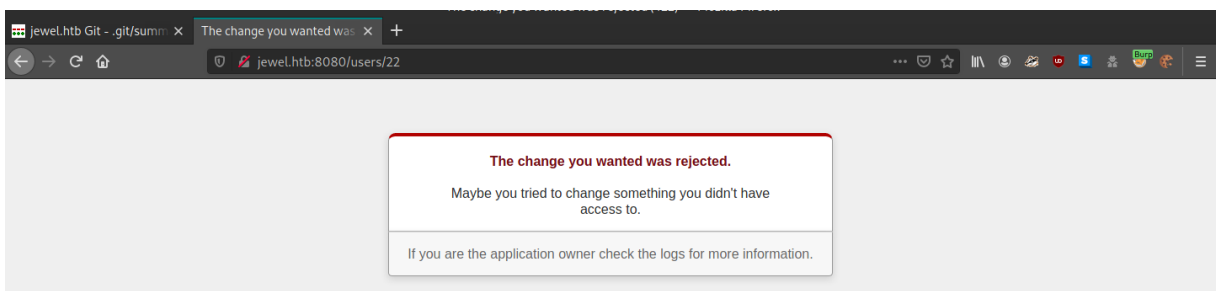 jewel.htb Git - .git/summ
The change you wanted was
jewel.htb:8080/users/22
Burp
The change you wanted was rejected.
Maybe you tried to change something you didn't have
access to.
If you are the application owner check the logs for more information.